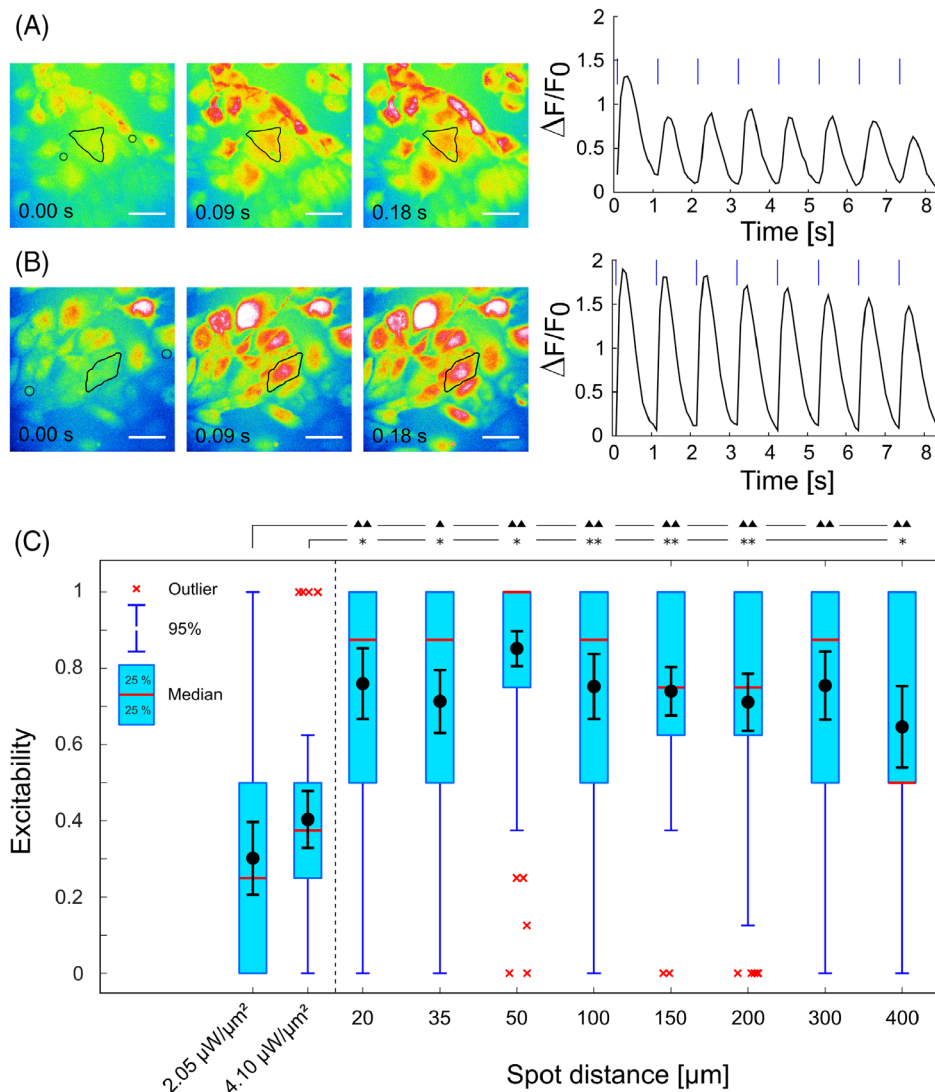 (A)
0.00 s
0.09 s
0.18 s
ΔF/F0
2
1.5
1
0.5
0
0 1 2 3 4 5 6 7 8
Time [s]
(B)
0.00 s
0.09 s
0.18 s
ΔF/F0
2
1.5
1
0.5
0
0 1 2 3 4 5 6 7 8
Time [s]
(C)
▲▲ ▲ ▲▲ ▲▲ ▲▲ ▲▲ ▲▲ ▲▲
* * * ** ** ** *
Outlier
95%
25 %
Median
25 %
Excitability
1
0.8
0.6
0.4
0.2
0
2.05 µW/µm²
4.10 µW/µm²
20 35 50 100 150 200 300 400
Spot distance [µm]